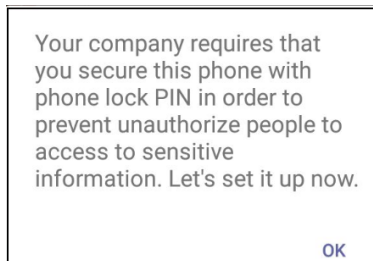 Your company requires that
you secure this phone with
phone lock PIN in order to
prevent unauthorize people to
access to sensitive
information. Let's set it up now.
OK